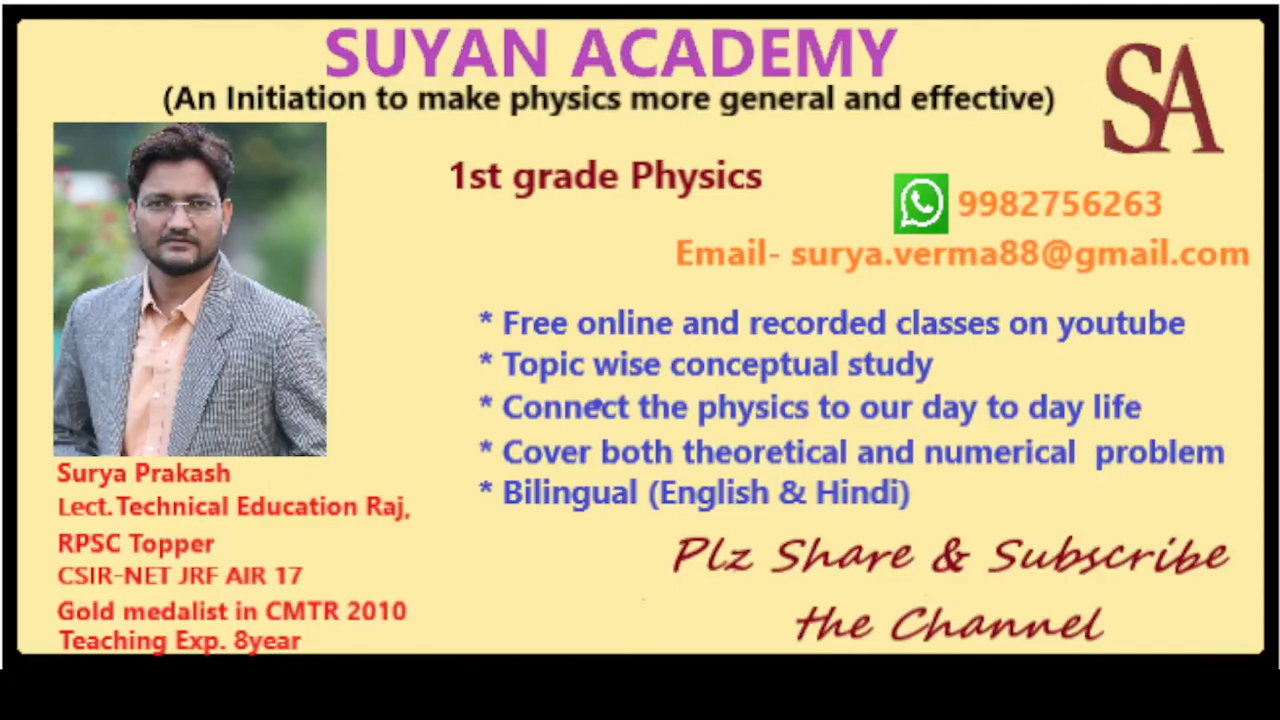 SUYAN ACADEMY
(An Initiation to make physics more general and effective)
SA
1st grade Physics
9982756263
Email- surya.verma88@gmail.com
* Free online and recorded classes on youtube
* Topic wise conceptual study
* Connect the physics to our day to day life
* Cover both theoretical and numerical problem
* Bilingual (English & Hindi)
Surya Prakash
Lect. Technical Education Raj,
RPSC Topper
CSIR-NET JRF AIR 17
Gold medalist in CMTR 2010
Teaching Exp. 8year
Plz Share & Subscribe
the Channel